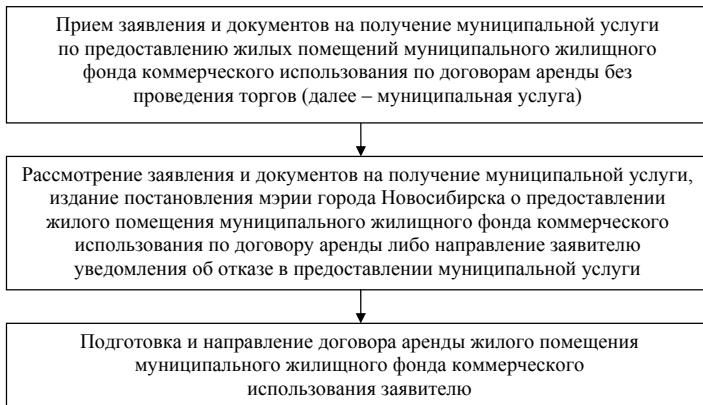 Прием заявления и документов на получение муниципальной услуги
по предоставлению жилых помещений муниципального жилищного
фонда коммерческого использования по договорам аренды без
проведения торгов (далее – муниципальная услуга)
Рассмотрение заявления и документов на получение муниципальной услуги,
издание постановления мэрии города Новосибирска о предоставлении
жилого помещения муниципального жилищного фонда коммерческого
использования по договору аренды либо направление заявителю
уведомления об отказе в предоставлении муниципальной услуги
Подготовка и направление договора аренды жилого помещения
муниципального жилищного фонда коммерческого
использования заявителю